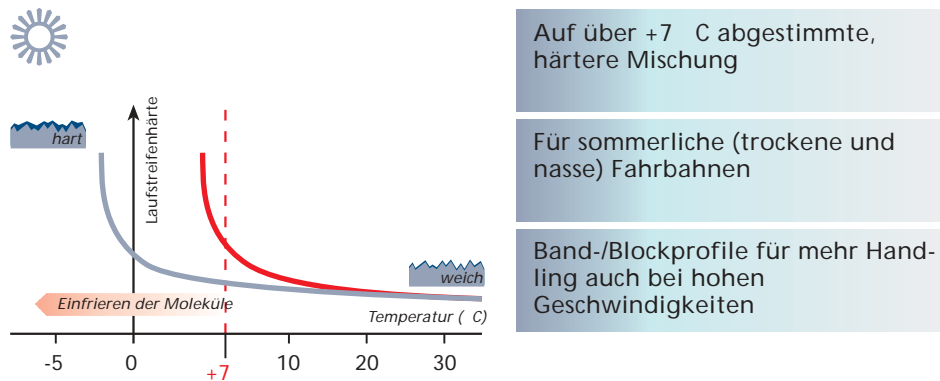 hart
Laufstreifenhärte
weich
Einfrieren der Moleküle
Temperatur ( C)
-5 0 +7 10 20 30
Auf über +7 C abgestimmte,
härtere Mischung
Für sommerliche (trockene und
nasse) Fahrbahnen
Band-/Blockprofile für mehr Hand-
ling auch bei hohen
Geschwindigkeiten